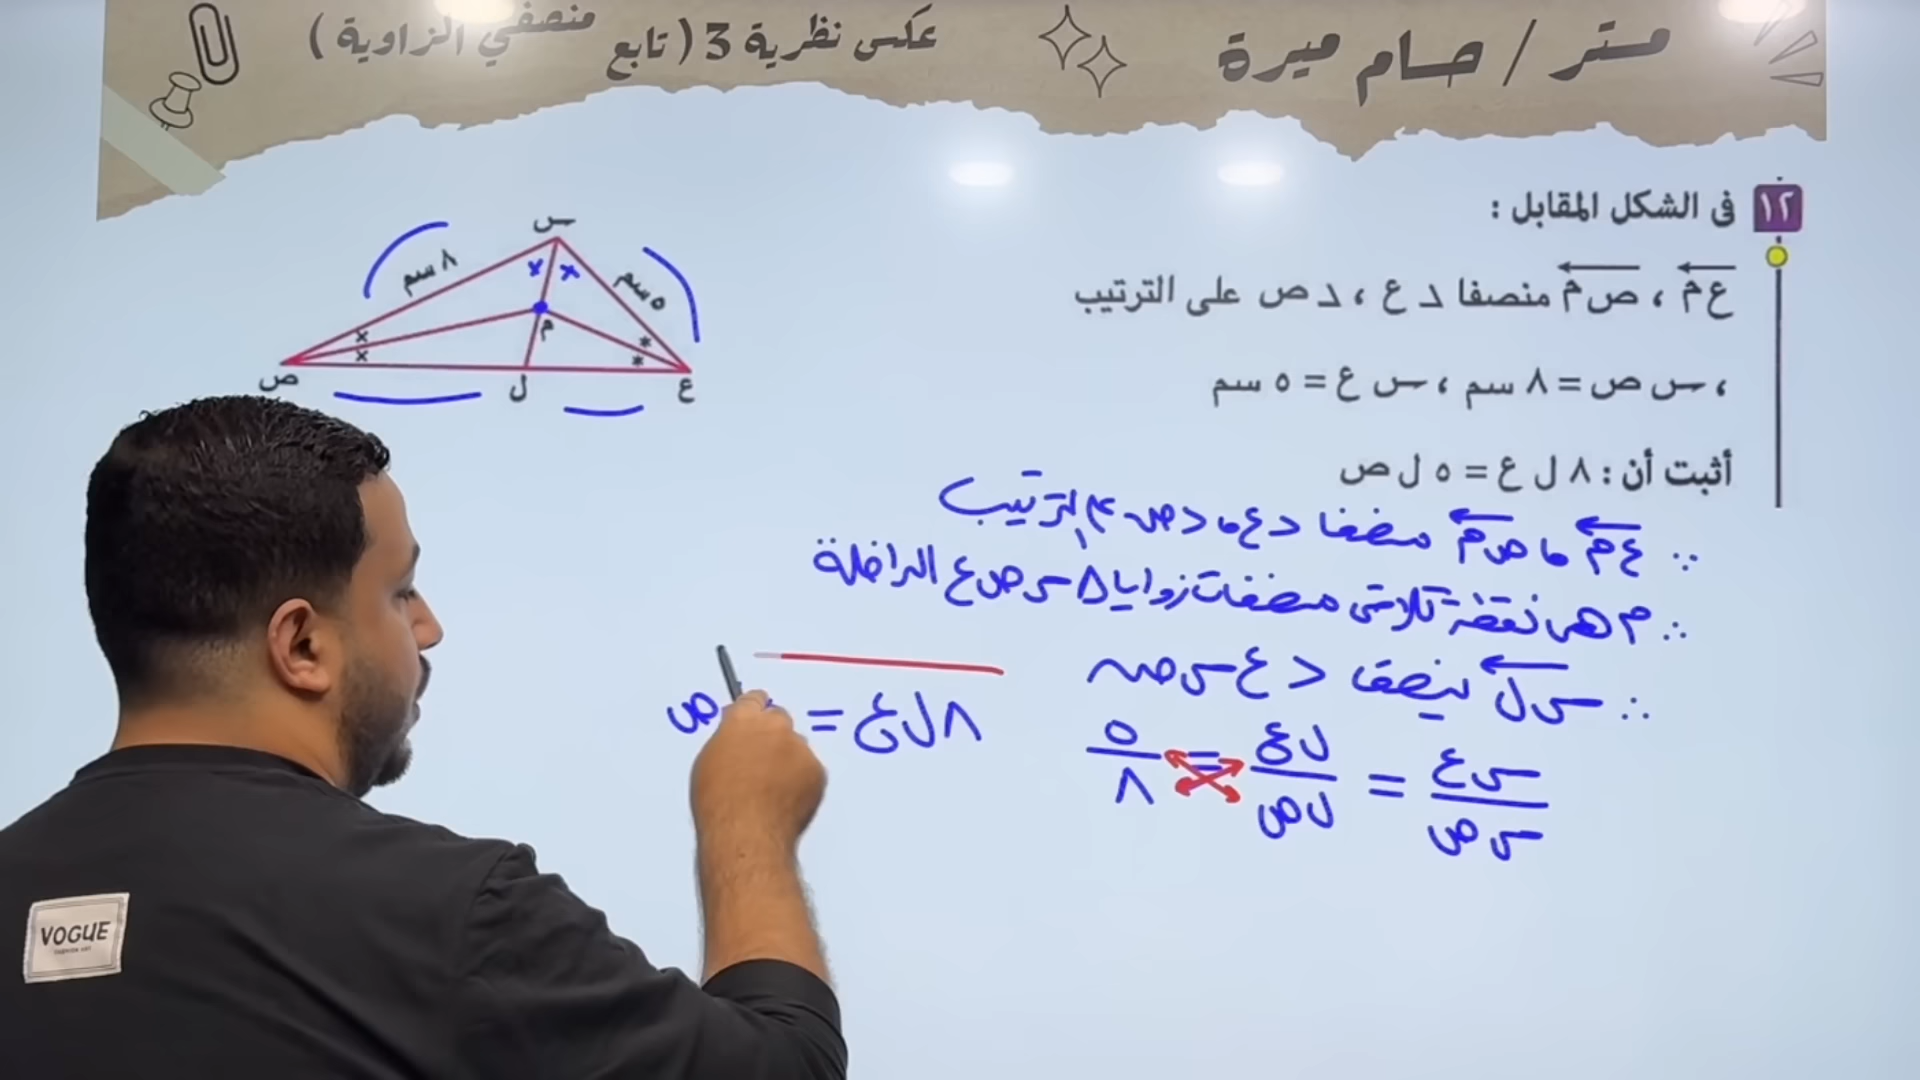 مستر / حسام ميرة
عكس نظرية 3 ( تابع منصفي الزاوية )
١٢ فى الشكل المقابل :
ع م ، ص م منصفا د ع ، د ص على الترتيب
، س ص = ٨ سم ، س ع = ٥ سم
أثبت أن : ٨ ل ع = ٥ ل ص
س
٨ سم
٥ سم
م
ص
ل
ع
∵ ع م ، ص م منصفا > ع ، > ص على الترتيب
∴ م هى نقطة تلاقى منصفات زوايا ∆ س ص ع الداخلة
∴ س ل ينصف > ع س ص
س ع / س ص = ل ع / ل ص = ٥ / ٨
٨ ل ع = ص
VOGUE